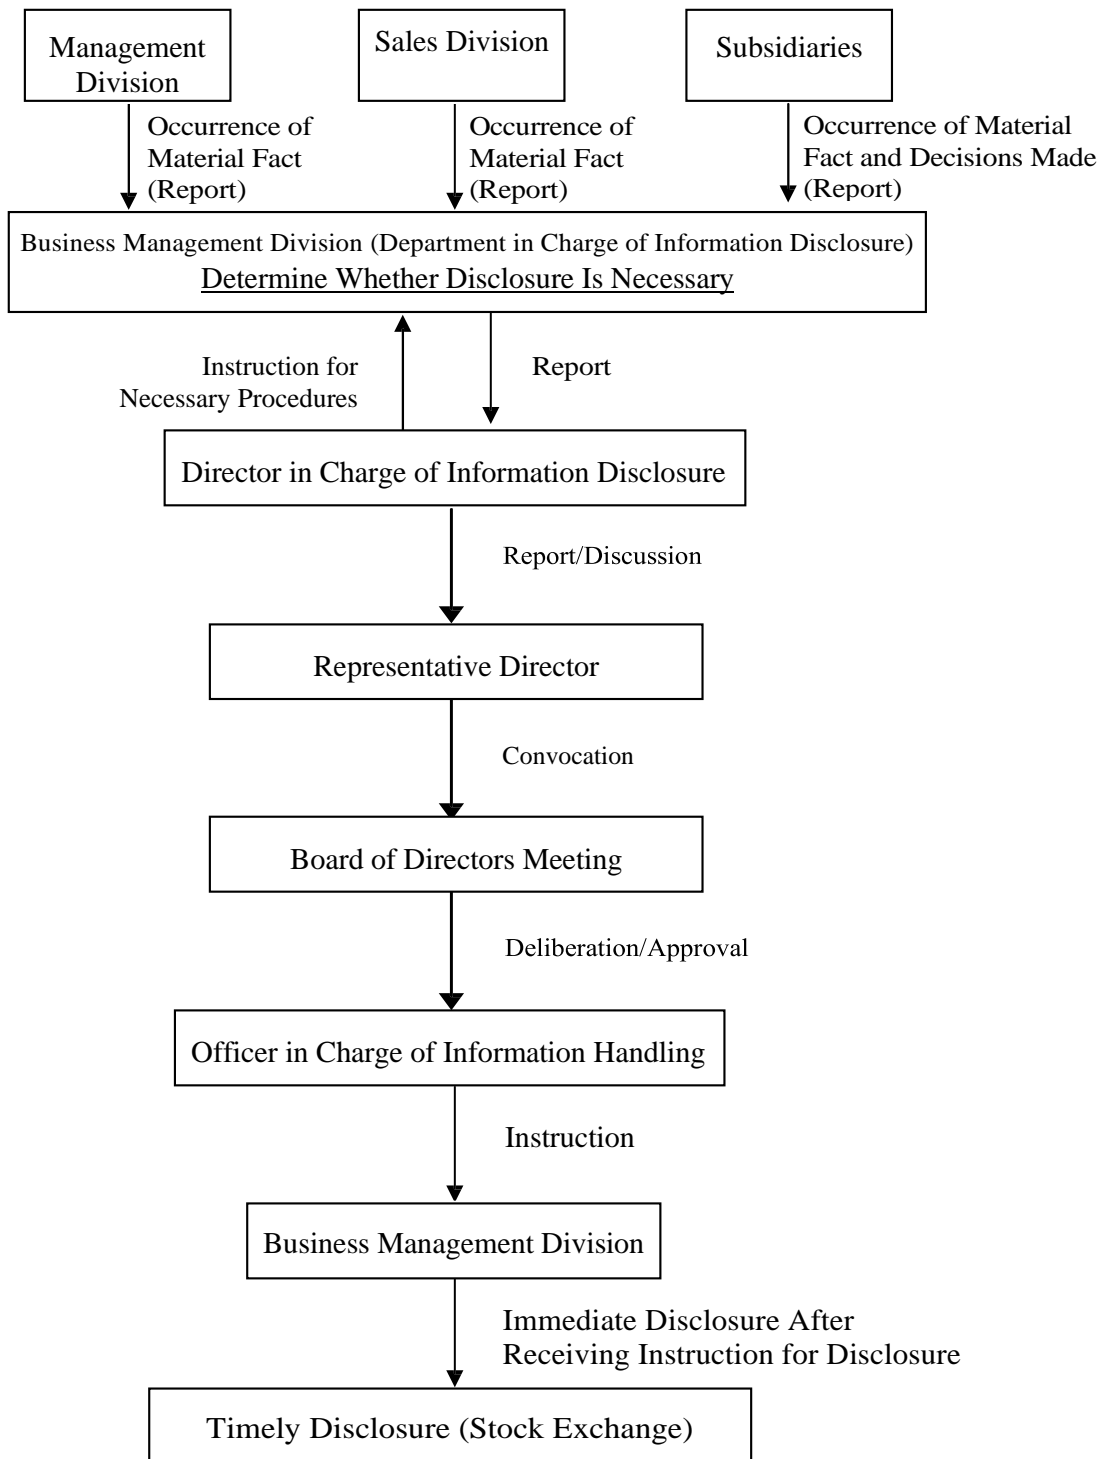 Management
Division
Sales Division
Subsidiaries
Occurrence of
Material Fact
(Report)
Occurrence of
Material Fact
(Report)
Occurrence of Material
Fact and Decisions Made
(Report)
Business Management Division (Department in Charge of Information Disclosure)
Determine Whether Disclosure Is Necessary
Instruction for
Necessary Procedures
Report
Director in Charge of Information Disclosure
Report/Discussion
Representative Director
Convocation
Board of Directors Meeting
Deliberation/Approval
Officer in Charge of Information Handling
Instruction
Business Management Division
Immediate Disclosure After
Receiving Instruction for Disclosure
Timely Disclosure (Stock Exchange)